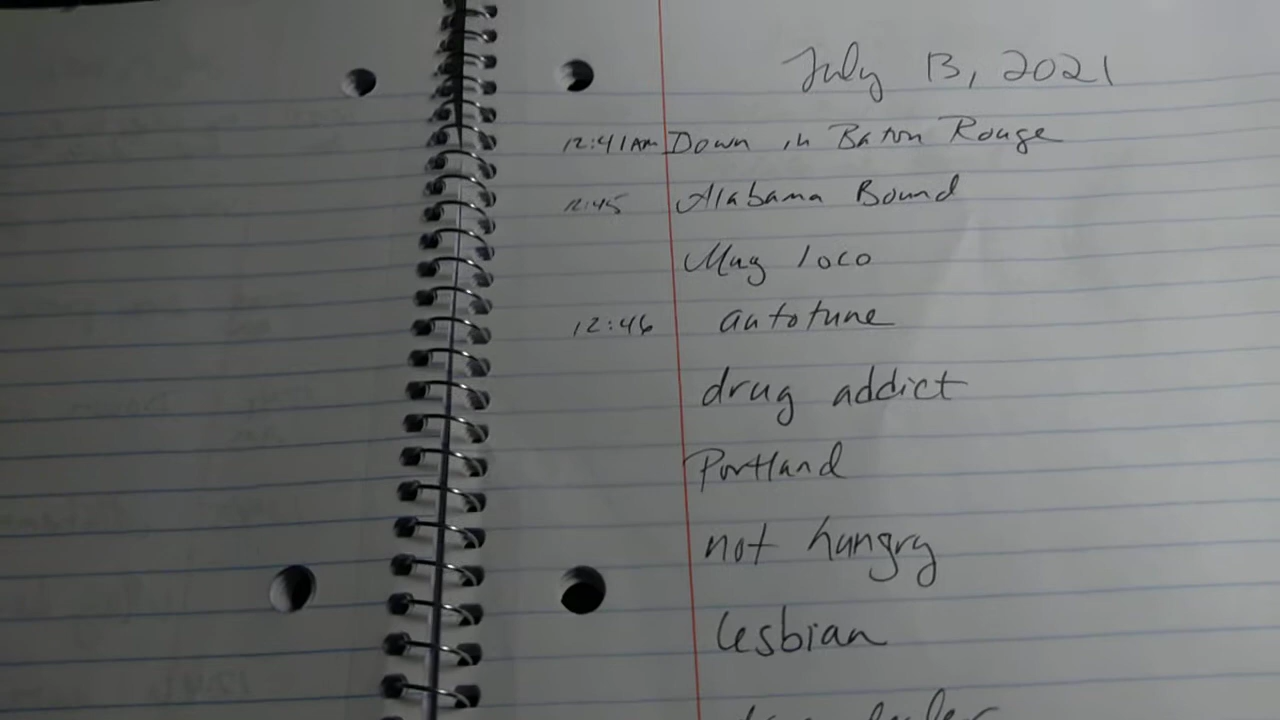 July 13, 2021
12:41AM Down in Baton Rouge
12:45 Alabama Bound
Muy loco
12:46 autotune
drug addict
Portland
not hungry
lesbian